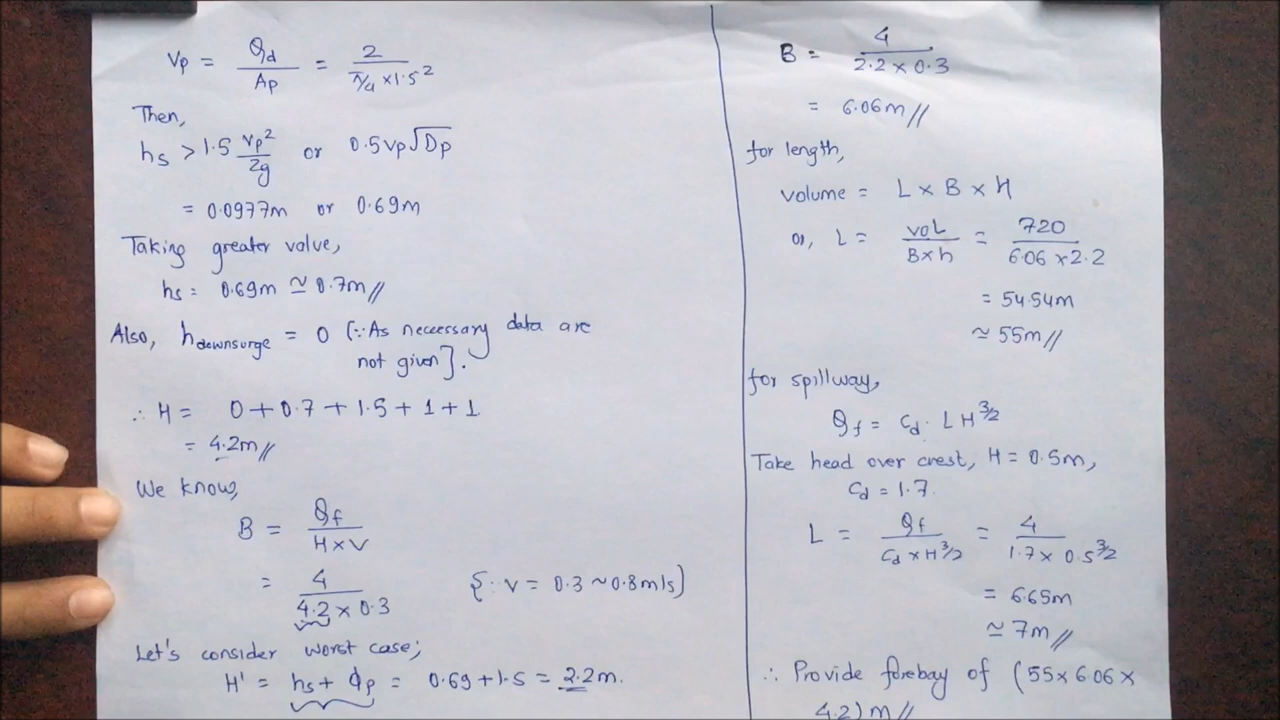 Vp = Qd / Ap = 2 / π/4 × 1.5²
Then,
hs > 1.5 Vp² / 2g or 0.5 vp √Dp
= 0.0977m or 0.69m
Taking greater value,
hs = 0.69m ≃ 0.7m //
Also, h downsurge = 0 [∵ As necessary data are
not given].
∴ H = 0 + 0.7 + 1.5 + 1 + 1
= 4.2m //
We know,
B = Qf / H × V
= 4 / 4.2 × 0.3 {∵ v = 0.3 ~ 0.8 m/s)
Let's consider worst case;
H' = hs + dp = 0.69 + 1.5 = 2.2m.
B = 4 / 2.2 × 0.3
= 6.06m //
for length,
volume = L × B × H
or, L = vol / B × h = 720 / 6.06 × 2.2
= 54.54m
≃ 55m //
for spillway,
Qf = Cd . L H^3/2
Take head over crest, H = 0.5m,
Cd = 1.7.
L = Qf / Cd × H^3/2 = 4 / 1.7 × 0.5^3/2
= 6.65m
≃ 7m //
∴ Provide forebay of (55 × 6.06 ×
4.2) m //